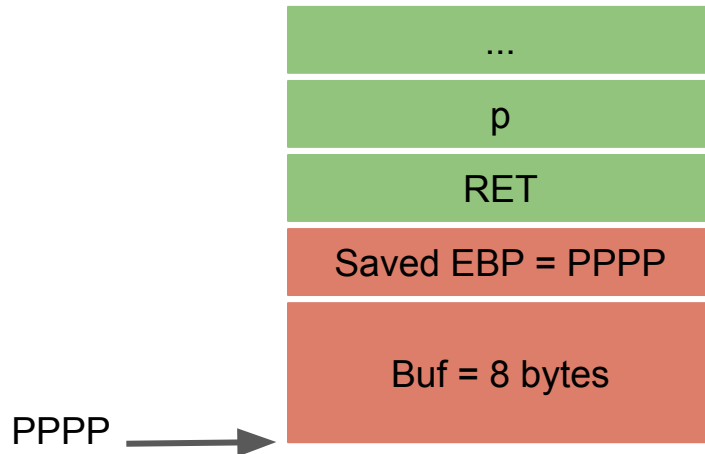 ...
p
RET
Saved EBP = PPPP
Buf = 8 bytes
PPPP